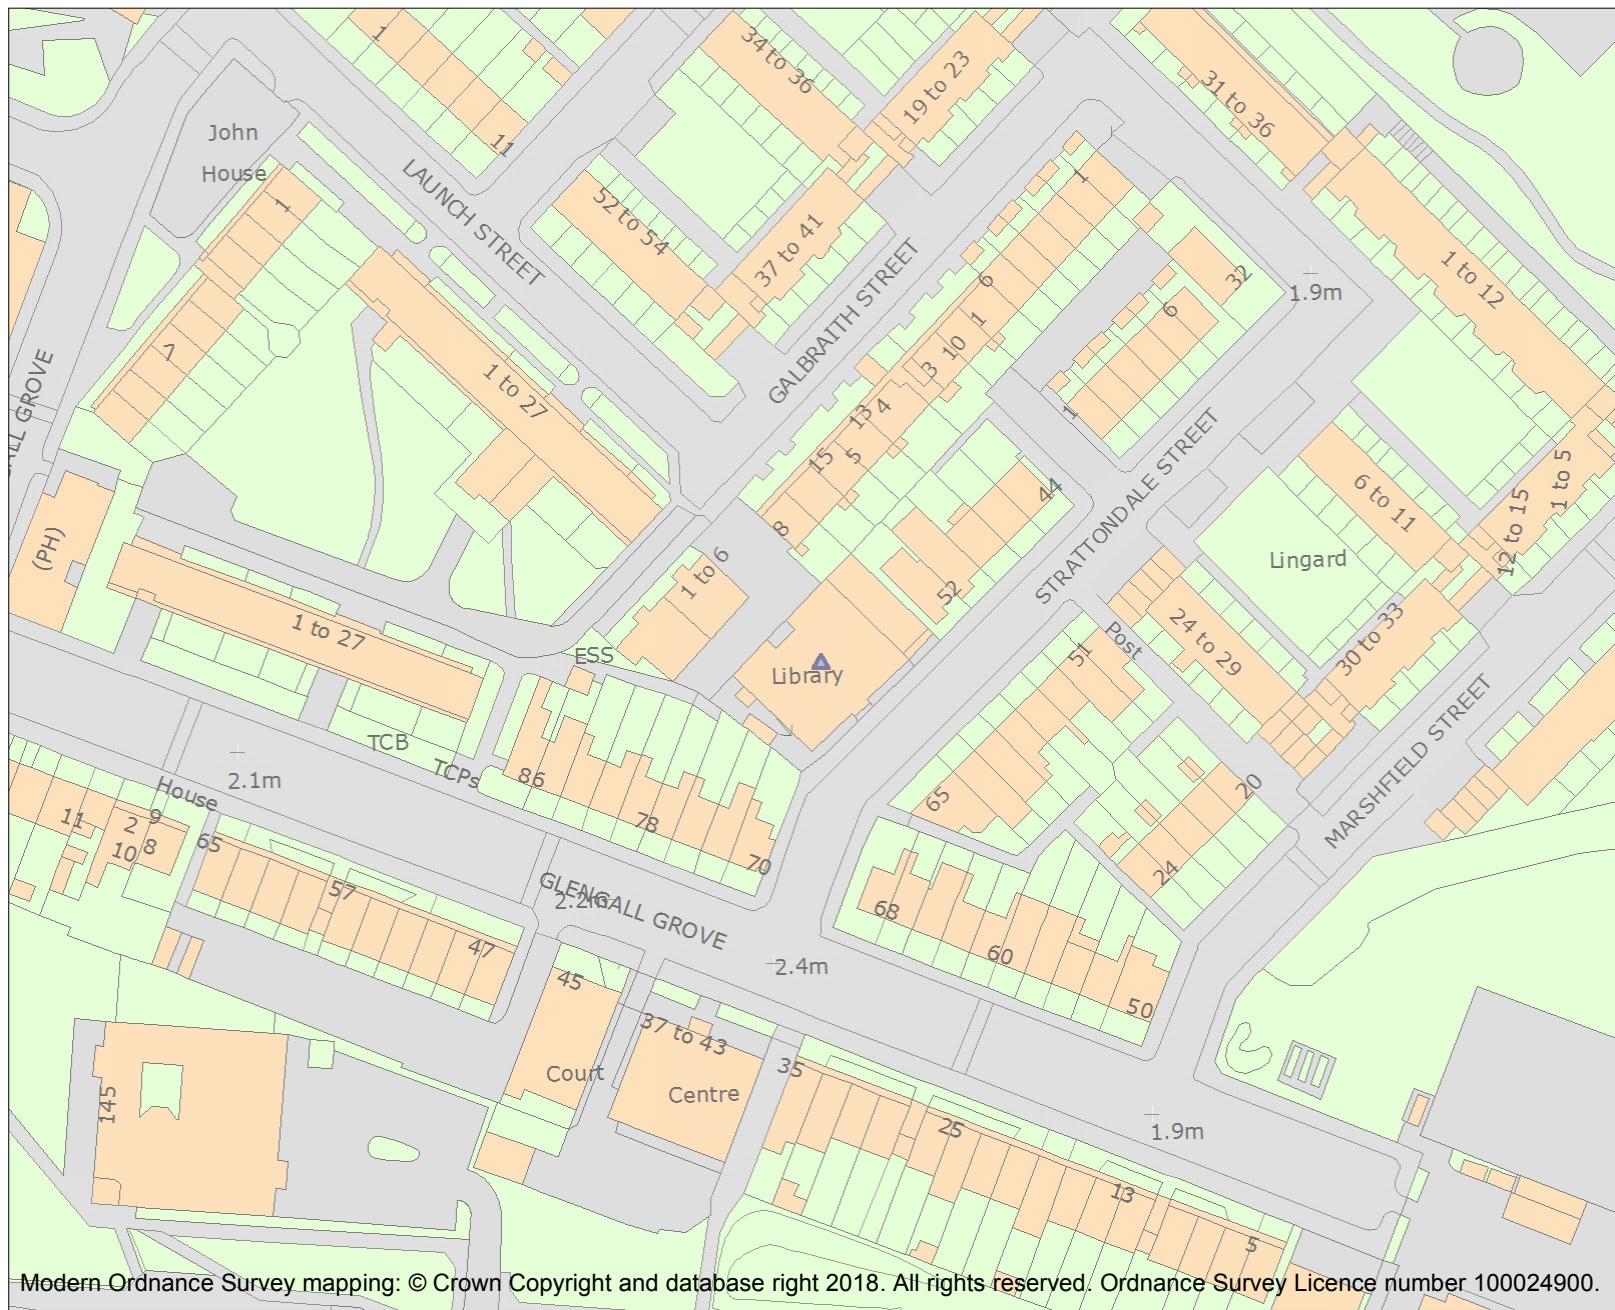 1
34 to 36
19 to 23
31 to 36
John
House
11
LAUNCH STREET
1
52 to 54
37 to 41
1
GALBRAITH STREET
6
32
1.9m
1 to 12
7
1 to 27
1
10
3
6
1
4
13
15
5
8
44
STRATTONDALE STREET
6 to 11
1 to 5
12 to 15
Lingard
(PH)
1 to 6
52
1 to 27
ESS
Library
51
Post
24 to 29
30 to 33
MARSHFIELD STREET
TCB
TCPs
86
2.1m
House
11
2
9
10
8
65
78
70
65
20
24
57
47
GLENGALL GROVE
2.2m
68
60
50
2.4m
45
37 to 43
Court
Centre
35
145
25
1.9m
13
5
Modern Ordnance Survey mapping: © Crown Copyright and database right 2018. All rights reserved. Ordnance Survey Licence number 100024900.